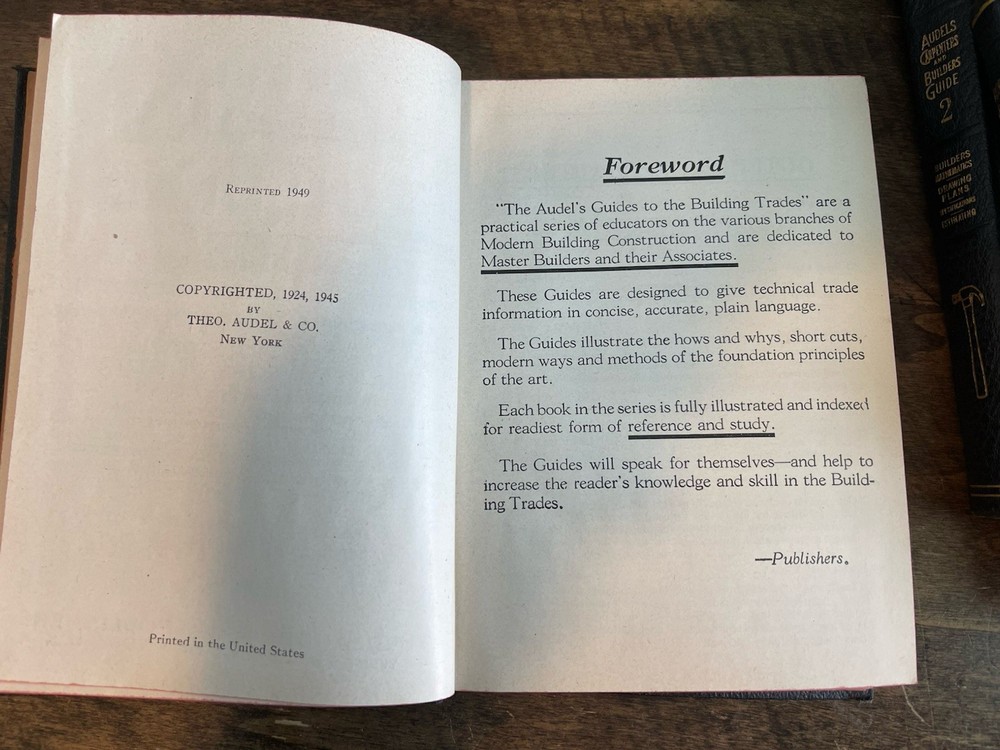 REPRINTED 1949
COPYRIGHTED, 1924, 1945
BY
THEO. AUDEL & CO.
NEW YORK
Printed in the United States
Foreword
"The Audel's Guides to the Building Trades" are a
practical series of educators on the various branches of
Modern Building Construction and are dedicated to
Master Builders and their Associates.
These Guides are designed to give technical trade
information in concise, accurate, plain language.
The Guides illustrate the hows and whys, short cuts,
modern ways and methods of the foundation principles
of the art.
Each book in the series is fully illustrated and indexed
for readiest form of reference and study.
The Guides will speak for themselves—and help to
increase the reader's knowledge and skill in the Build-
ing Trades.
—Publishers.
AUDELS
CARPENTERS
AND
BUILDERS
GUIDE
2
BUILDERS
MATHEMATICS
DRAWING
PLANS
SPECIFICATIONS
ESTIMATING